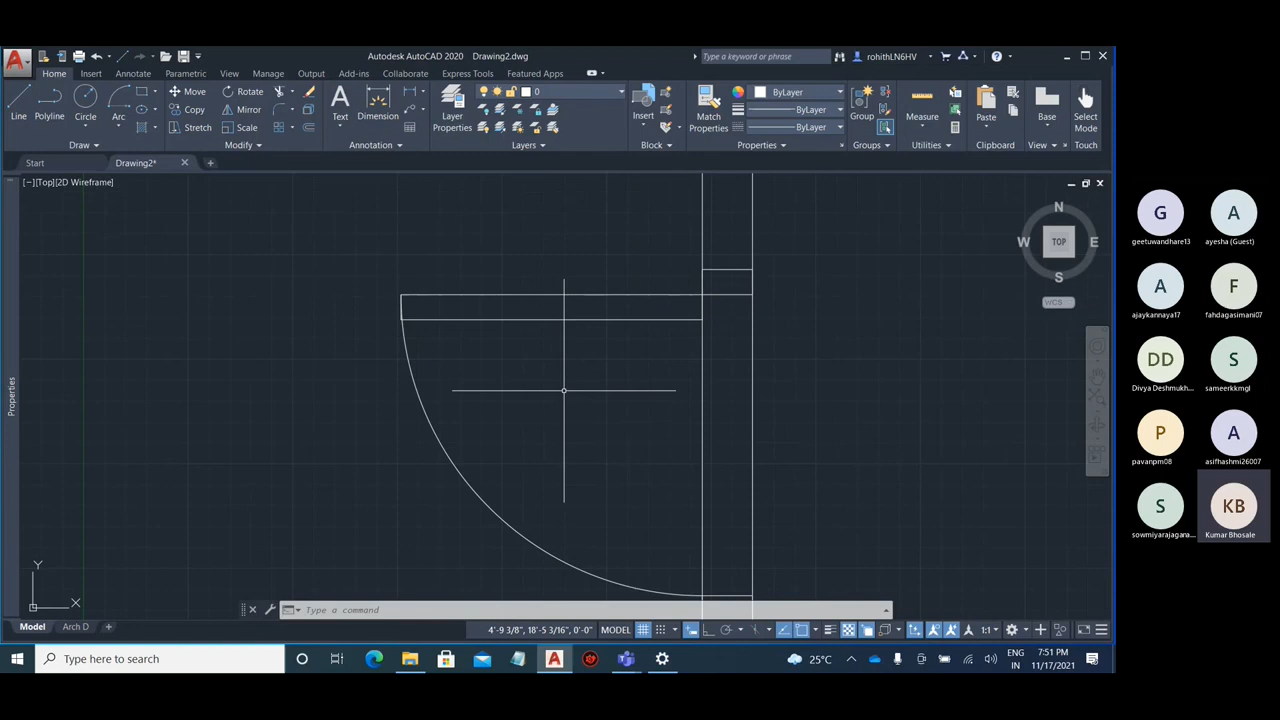 Autodesk AutoCAD 2020 Drawing2.dwg
Type a keyword or phrase
rohithLN6HV
Home Insert Annotate Parametric View Manage Output Add-ins Collaborate Express Tools Featured Apps
Line Polyline Circle Arc
Move Rotate
Copy Mirror
Stretch Scale
Text Dimension
Layer Properties
0
Insert
Match Properties
ByLayer
ByLayer
ByLayer
Group
Measure
Paste
Base
Select Mode
Draw Modify Annotation Layers Block Properties Groups Utilities Clipboard View Touch
Start Drawing2*
[−][Top][2D Wireframe]
N
W TOP E
S
WCS
Properties
Y
X
Type a command
Model Arch D
4'-9 3/8", 18'-5 3/16", 0'-0" MODEL
1:1
Type here to search
25°C
ENG
IN
7:51 PM
11/17/2021
G A
geetuwandhare13 ayesha (Guest)
A F
ajaykannaya17 fahdagasimani07
DD S
Divya Deshmukh... sameerkkmgl
P A
pavanpm08 asifhashmi26007
S KB
sowmiyarajagana... Kumar Bhosale